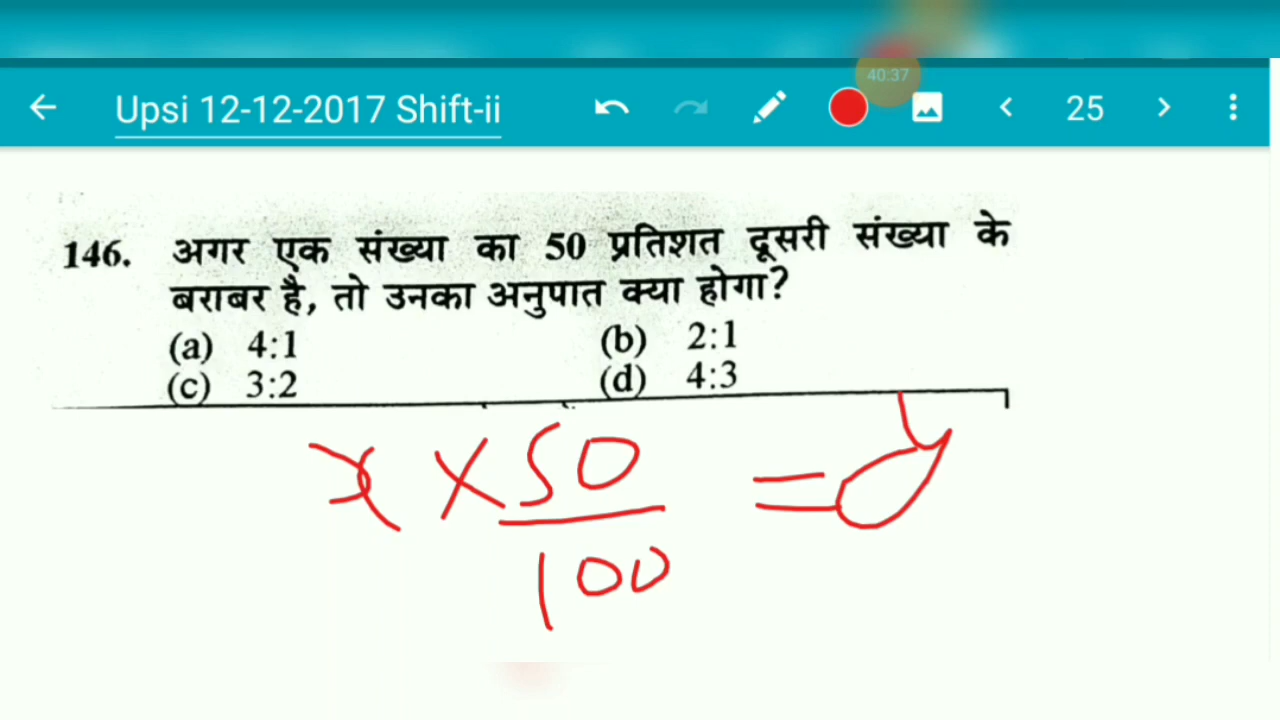 40:37
Upsi 12-12-2017 Shift-ii
25
146. अगर एक संख्या का 50 प्रतिशत दूसरी संख्या के
बराबर है, तो उनका अनुपात क्या होगा?
(a) 4:1 (b) 2:1
(c) 3:2 (d) 4:3
x × 50 = y
100